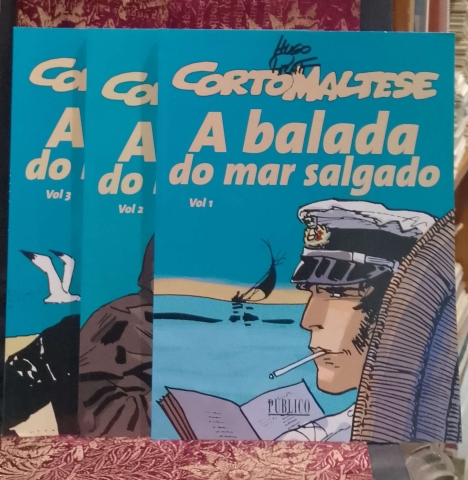 HUGO
PRATT
CORTO MALTESE
A balada
do mar salgado
Vol 1
PÚBLICO
CORTO
A
do
Vol 2
CORTO
A
do
Vol 3